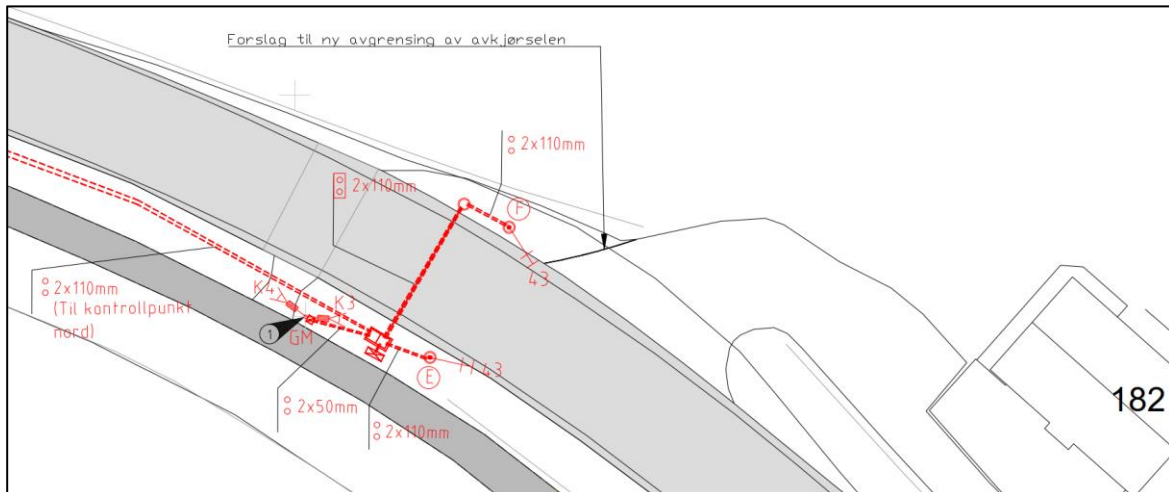 Forslag til ny avgrensing av avkjørselen
2x110mm
2x110mm
F
43
2x110mm
(Til kontrollpunkt
nord)
K4
K3
1
GM
43
E
2x50mm
2x110mm
182